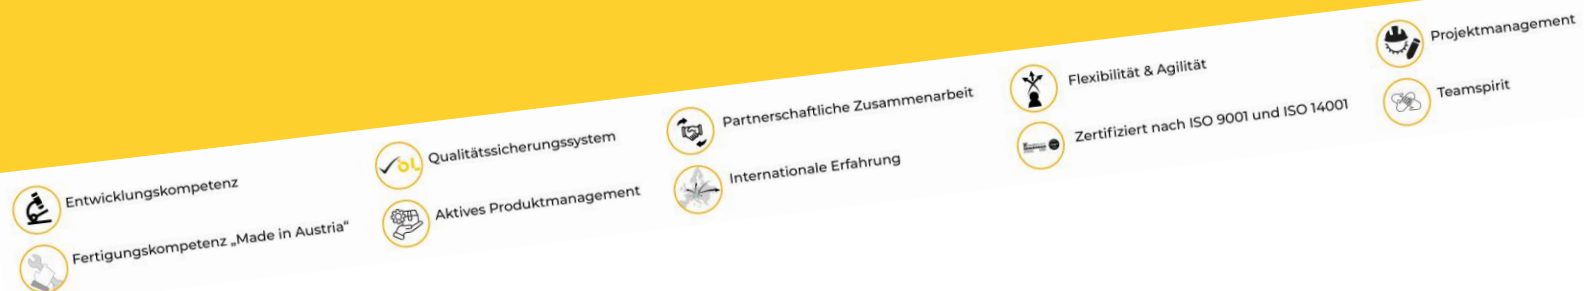 Entwicklungskompetenz
Fertigungskompetenz „Made in Austria“
Qualitätssicherungssystem
Aktives Produktmanagement
Partnerschaftliche Zusammenarbeit
Internationale Erfahrung
Flexibilität & Agilität
Zertifiziert nach ISO 9001 und ISO 14001
Projektmanagement
Teamspirit